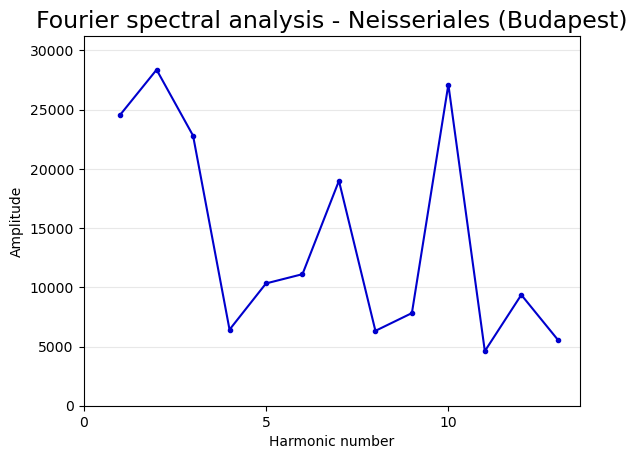 Fourier spectral analysis - Neisseriales (Budapest)
30000
25000
20000
15000
10000
5000
0
Amplitude
0 5 10
Harmonic number